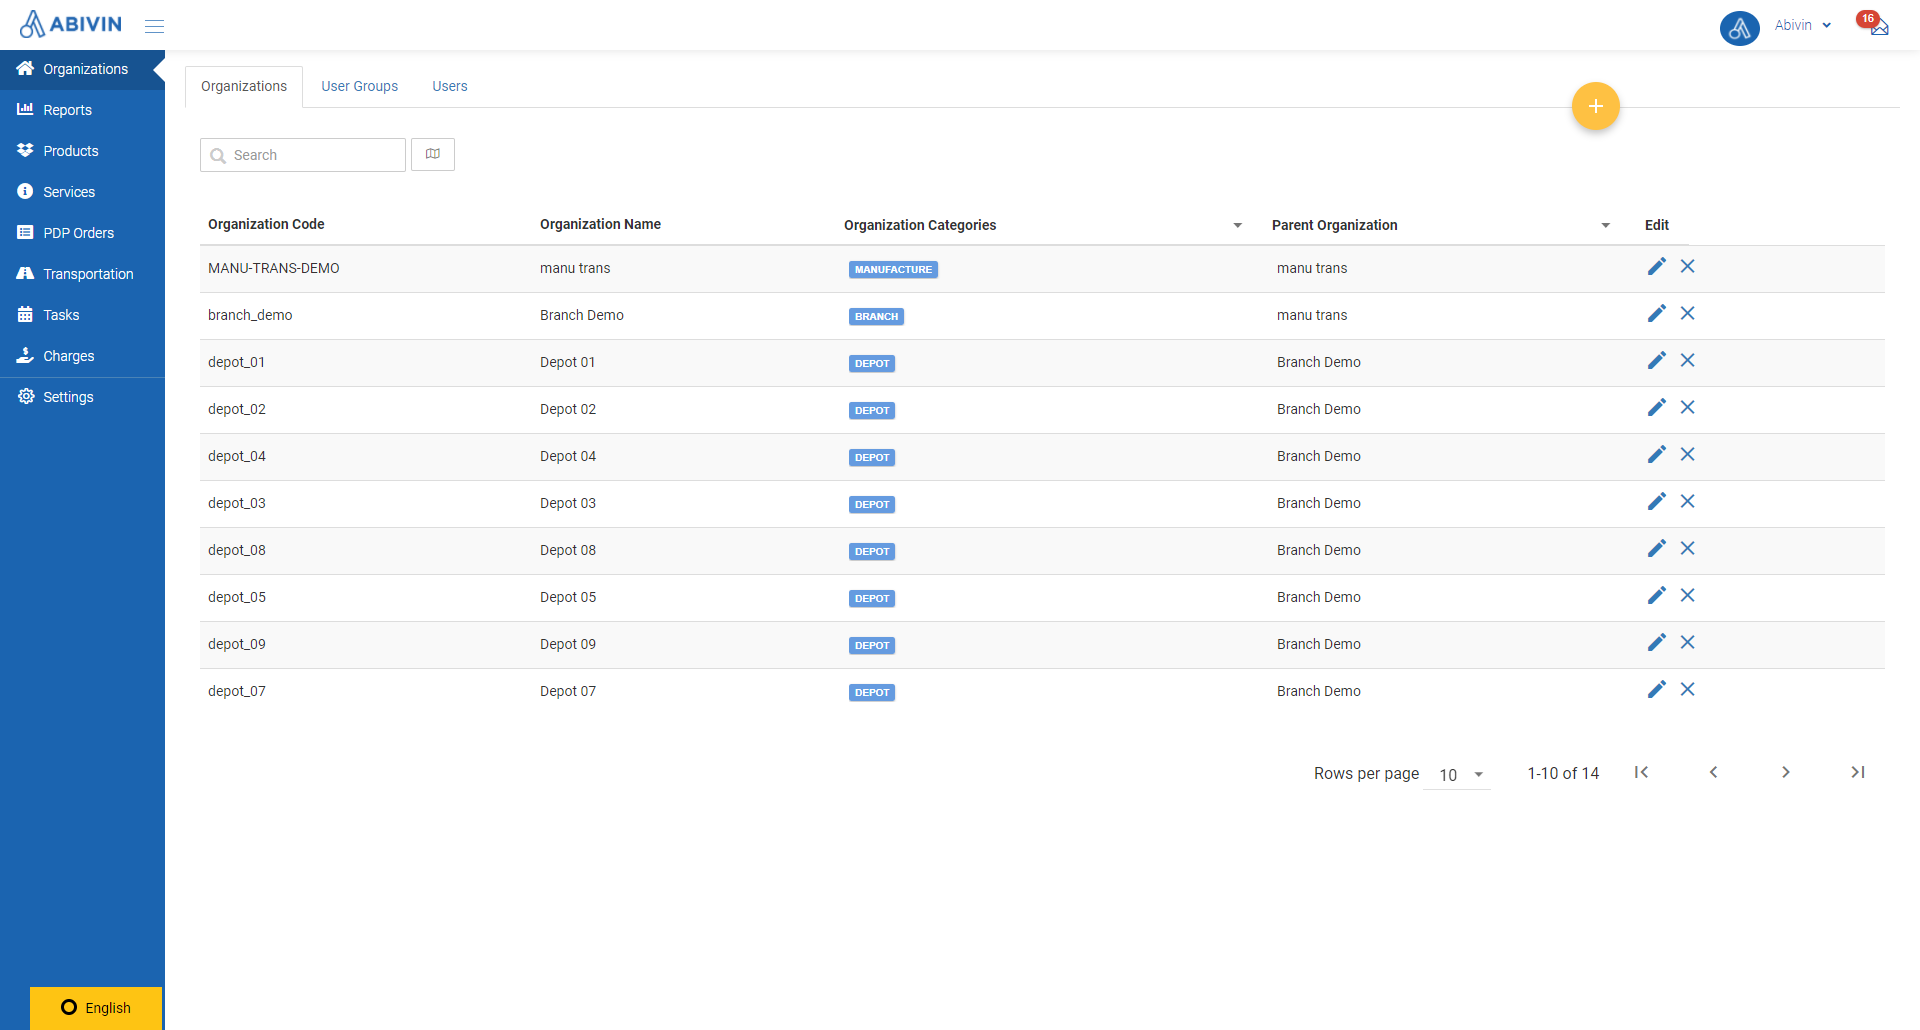 ABIVIN
Abivin
16
Organizations
Reports
Products
Services
PDP Orders
Transportation
Tasks
Charges
Settings
English
Organizations User Groups Users
+
Search
Organization Code Organization Name Organization Categories Parent Organization Edit
MANU-TRANS-DEMO manu trans MANUFACTURE manu trans
branch_demo Branch Demo BRANCH manu trans
depot_01 Depot 01 DEPOT Branch Demo
depot_02 Depot 02 DEPOT Branch Demo
depot_04 Depot 04 DEPOT Branch Demo
depot_03 Depot 03 DEPOT Branch Demo
depot_08 Depot 08 DEPOT Branch Demo
depot_05 Depot 05 DEPOT Branch Demo
depot_09 Depot 09 DEPOT Branch Demo
depot_07 Depot 07 DEPOT Branch Demo
Rows per page 10 1-10 of 14